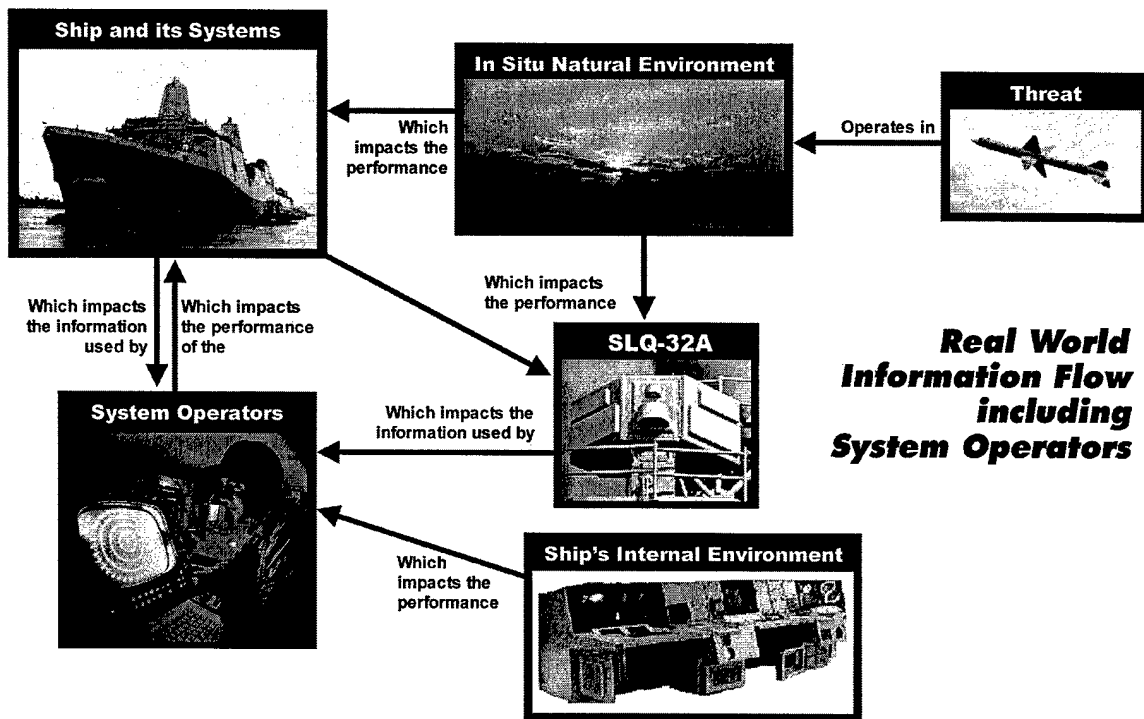 Ship and its Systems
In Situ Natural Environment
Threat
Which
impacts the
performance
Operates in
Which impacts
the information
used by
Which impacts
the performance
of the
Which impacts
the performance
SLQ-32A
Real World
Information Flow
including
System Operators
System Operators
Which impacts the
information used by
Ship's Internal Environment
Which
impacts the
performance